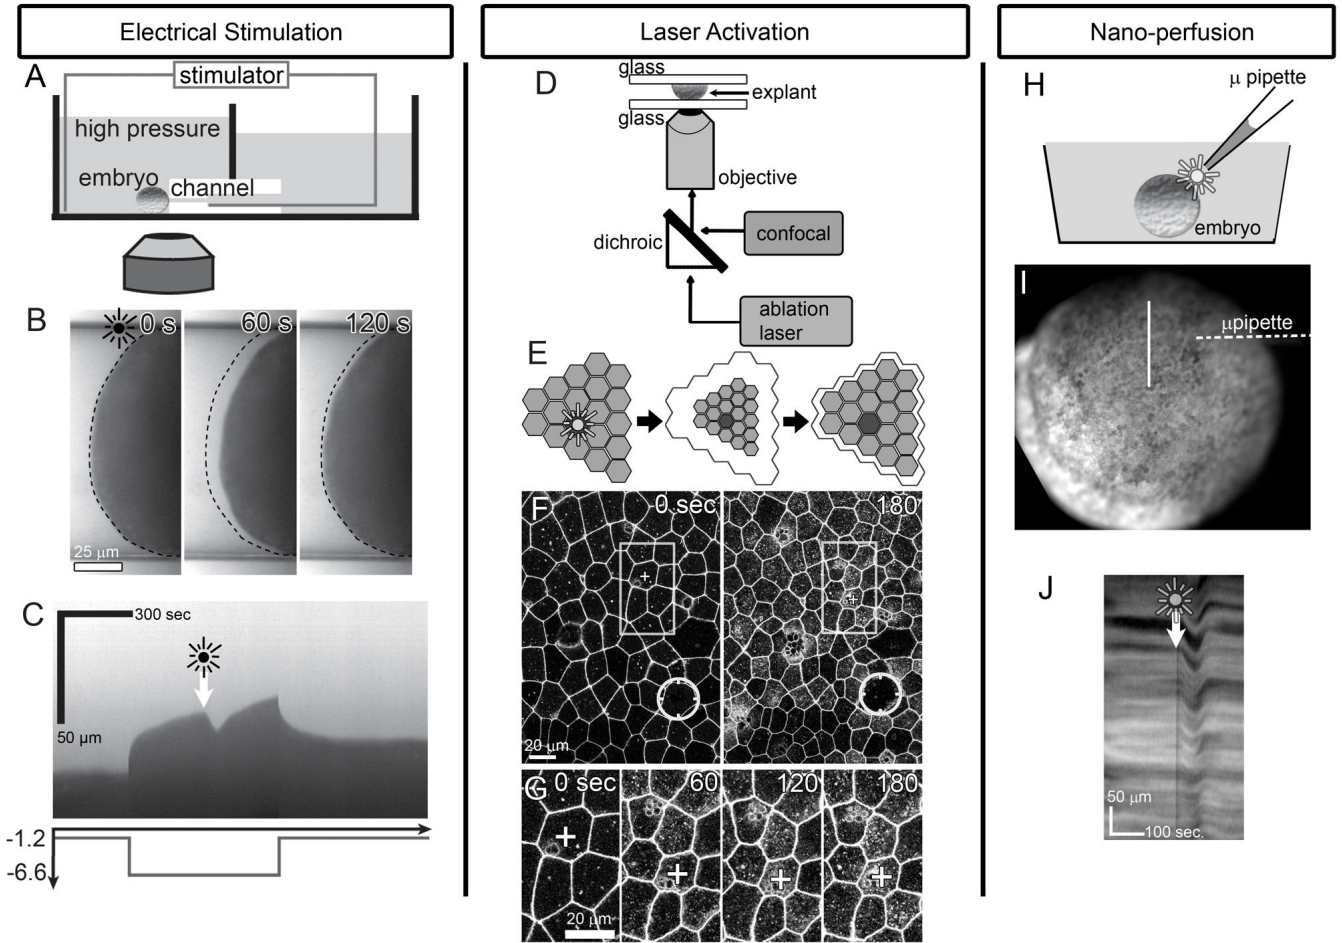 Electrical Stimulation
Laser Activation
Nano-perfusion
A
stimulator
high pressure
embryo
channel
B
0 s
60 s
120 s
25 μm
C
300 sec
50 μm
-1.2
-6.6
D
glass
explant
glass
objective
dichroic
confocal
ablation
laser
E
F
0 sec
180
20 μm
G
0 sec
60
120
180
20 μm
H
μ pipette
embryo
I
μpipette
J
50 μm
100 sec.